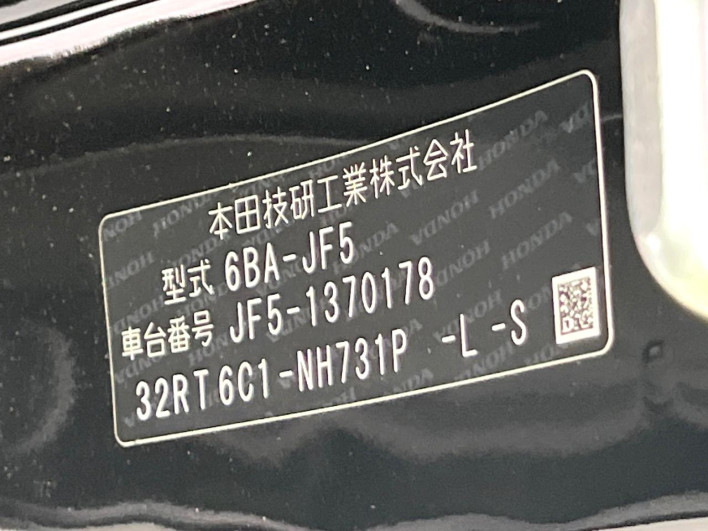 本田技研工業株式会社
型式 6BA-JF5
車台番号 JF5-1370178
32RT6C1-NH731P -L -S